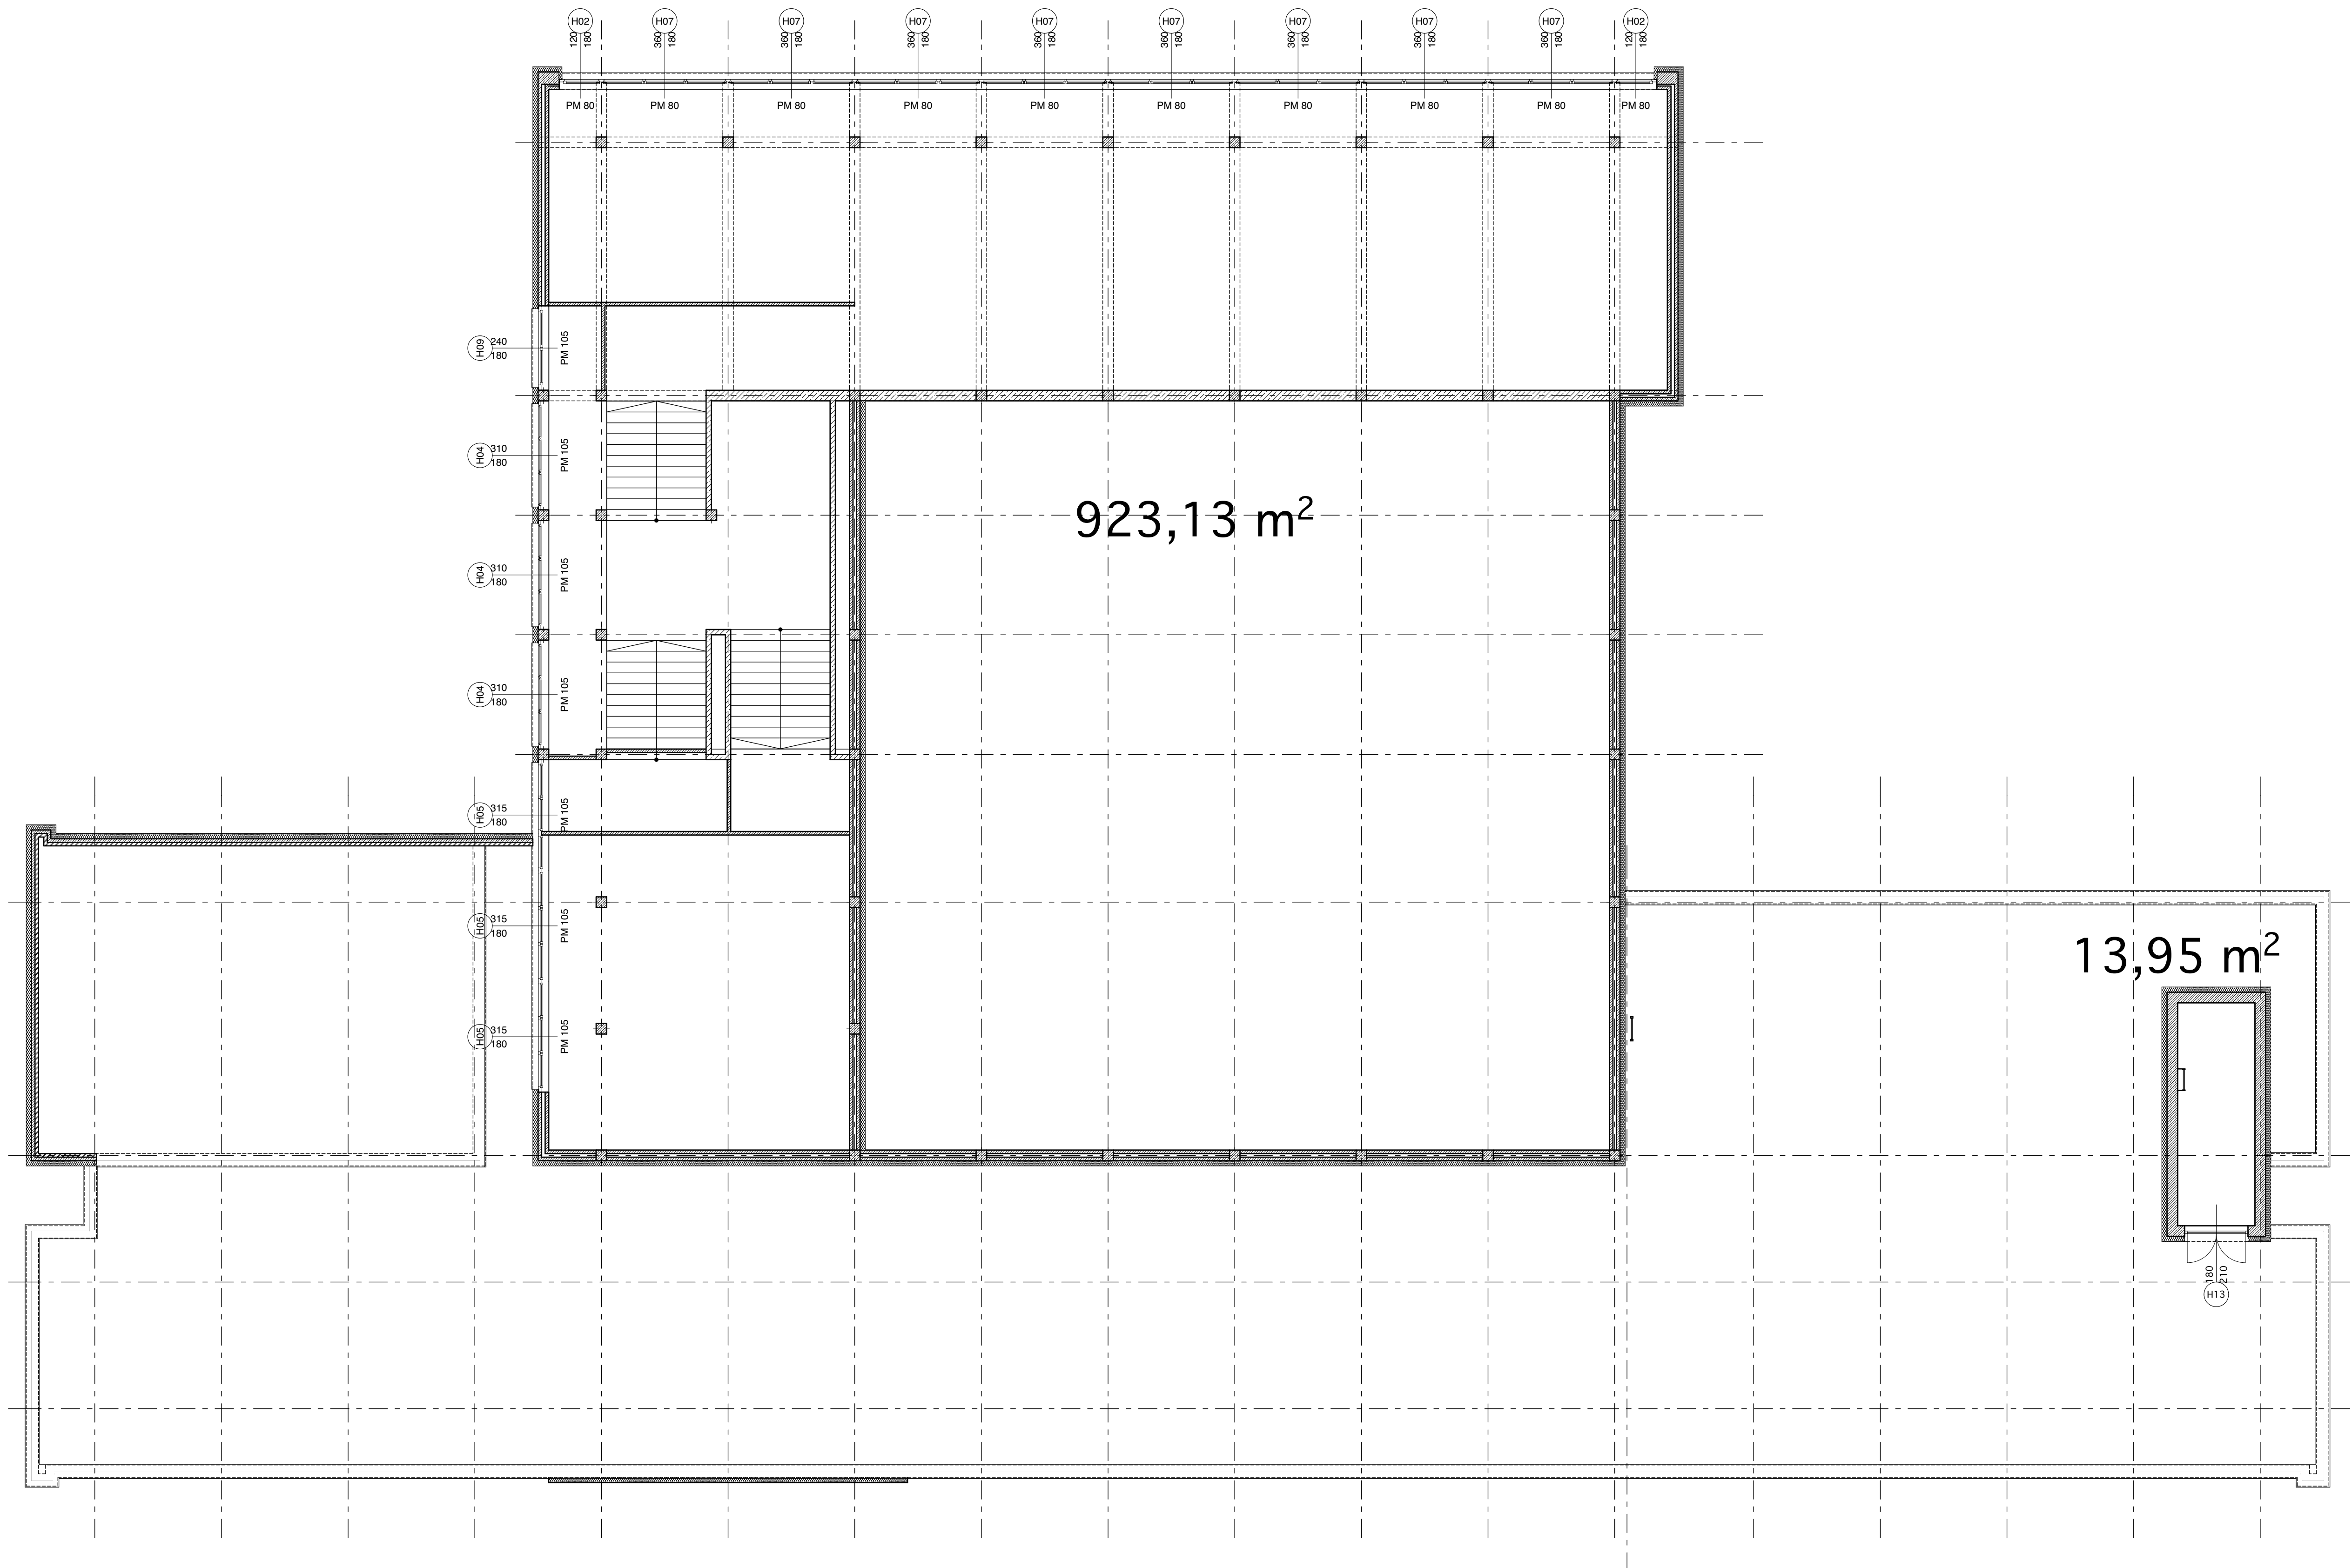 H02 H07 H07 H07 H07 H07 H07 H07 H07 H02
120 360 360 360 360 360 360 360 360 120
180 180 180 180 180 180 180 180 180 180
PM 80 PM 80 PM 80 PM 80 PM 80 PM 80 PM 80 PM 80 PM 80 PM 80
H09 240 180 PM 105
H04 310 180 PM 105
923,13 m²
H04 310 180 PM 105
H04 310 180 PM 105
H05 315 180 PM 105
H05 315 180 PM 105
13,95 m²
H05 315 180 PM 105
180 210
H13